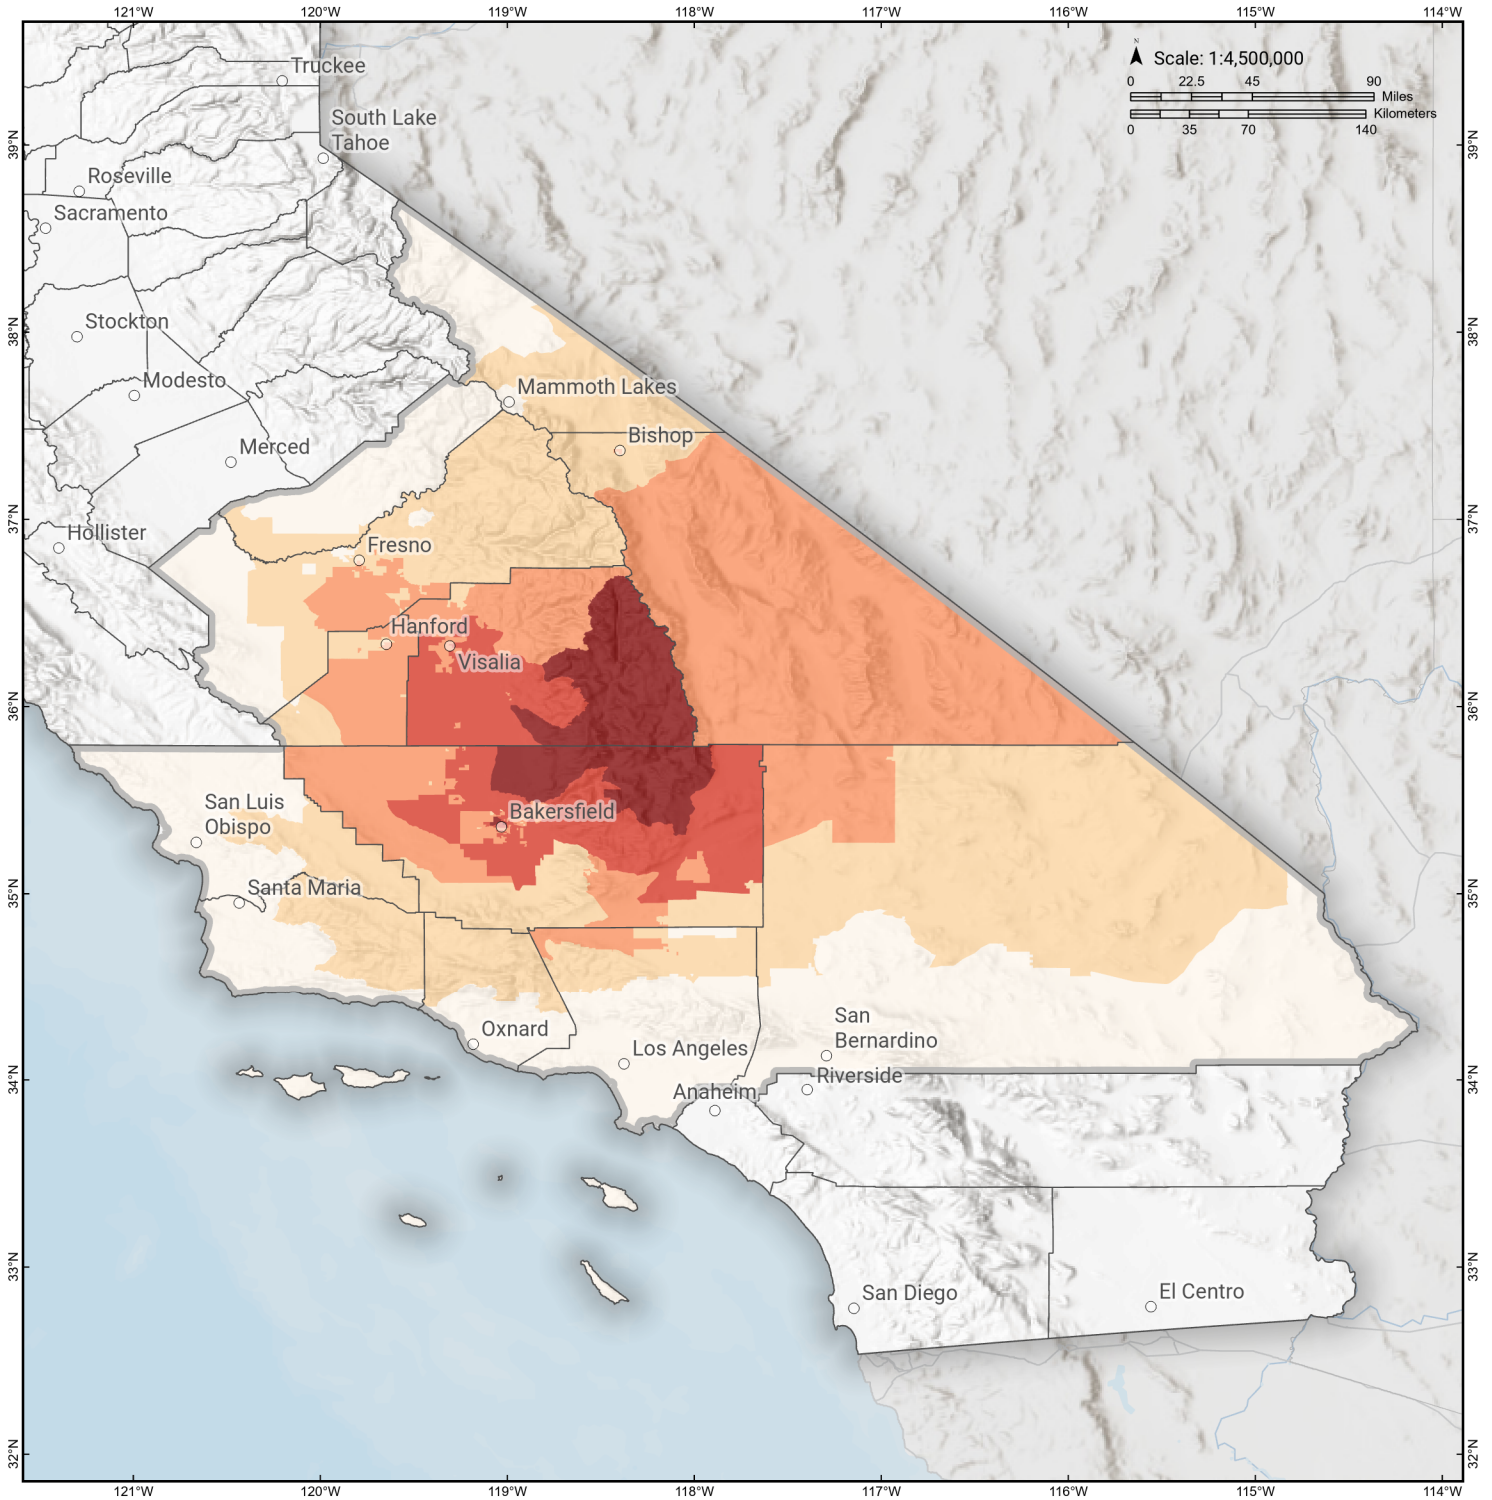 121°W 120°W 119°W 118°W 117°W 116°W 115°W 114°W
N
Scale: 1:4,500,000
0 22.5 45 90
Miles
Kilometers
0 35 70 140
Truckee
South Lake
Tahoe
39°N
39°N
Roseville
Sacramento
Stockton
38°N
38°N
Modesto
Mammoth Lakes
Bishop
Merced
37°N
37°N
Hollister
Fresno
Hanford
Visalia
36°N
36°N
San Luis
Obispo
Bakersfield
Santa Maria
35°N
35°N
Oxnard
San
Bernardino
Los Angeles
Riverside
34°N
34°N
Anaheim
33°N
33°N
San Diego
El Centro
32°N
32°N
121°W 120°W 119°W 118°W 117°W 116°W 115°W 114°W